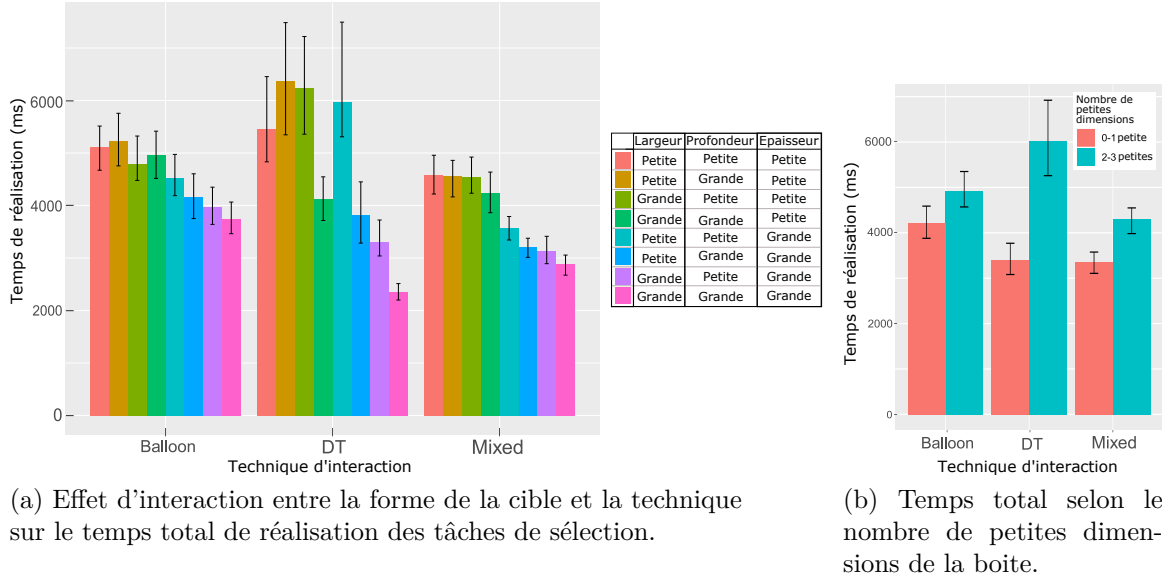 Temps de réalisation (ms)
6000
4000
2000
0
Balloon DT Mixed
Technique d'interaction
Largeur Profondeur Epaisseur
Petite Petite Petite
Petite Grande Petite
Grande Petite Petite
Grande Grande Petite
Petite Petite Grande
Petite Grande Grande
Grande Petite Grande
Grande Grande Grande
(a) Effet d'interaction entre la forme de la cible et la technique
sur le temps total de réalisation des tâches de sélection.
Temps de réalisation (ms)
6000
4000
2000
0
Nombre de
petites
dimensions
0-1 petite
2-3 petites
Balloon DT Mixed
Technique d'interaction
(b) Temps total selon le
nombre de petites dimen-
sions de la boite.